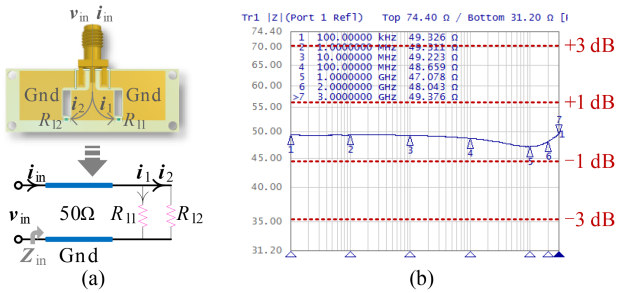 v_in i_in
Gnd Gnd
i_2 i_1
R_l2 R_l1
i_in i_1 i_2
v_in 50Ω R_l1 R_l2
Z_in Gnd
(a)
Tr1 |Z|(Port 1 Refl) Top 74.40 Ω / Bottom 31.20 Ω [F
74.40
70.00
65.00
60.00
55.00
50.00
45.00
40.00
35.00
31.20
1 100.00000 kHz 49.326 Ω
2 1.0000000 MHz 49.311 Ω
3 10.000000 MHz 49.223 Ω
4 100.00000 MHz 48.659 Ω
5 1.0000000 GHz 47.078 Ω
6 2.0000000 GHz 48.043 Ω
>7 3.0000000 GHz 49.376 Ω
1 2 3 4 5 6 7 1
+3 dB
+1 dB
−1 dB
−3 dB
(b)